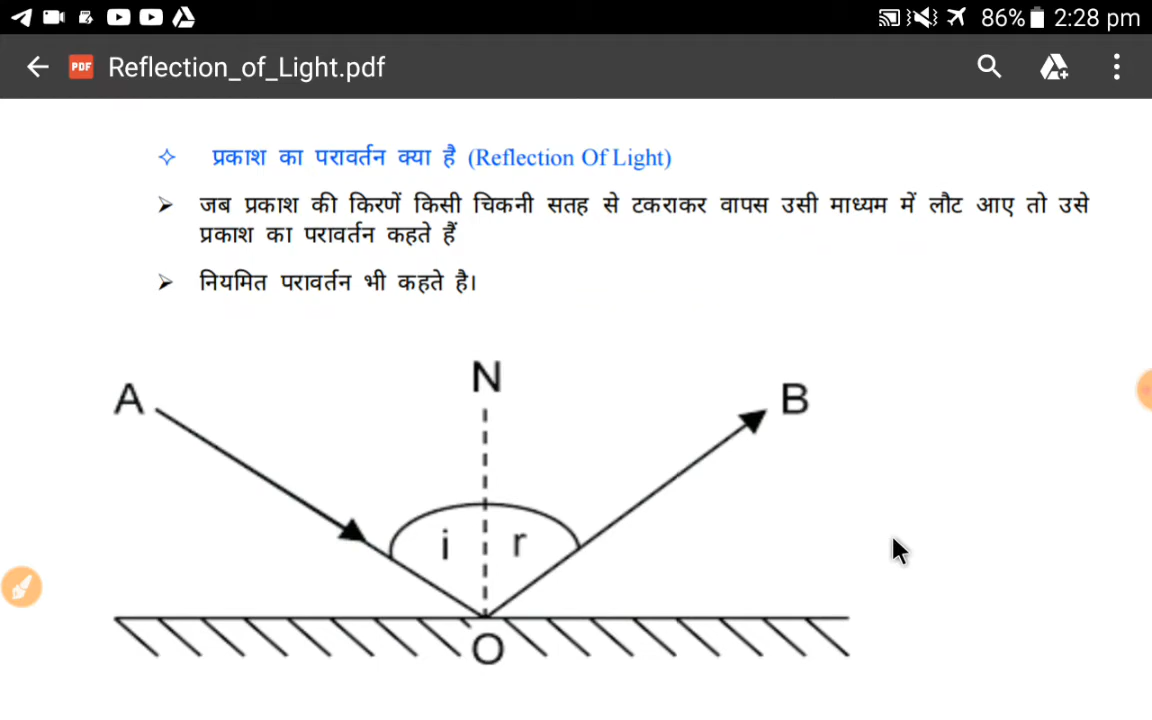 86% 2:28 pm
PDF Reflection_of_Light.pdf
प्रकाश का परावर्तन क्या है (Reflection Of Light)
जब प्रकाश की किरणें किसी चिकनी सतह से टकराकर वापस उसी माध्यम में लौट आए तो उसे
प्रकाश का परावर्तन कहते हैं
नियमित परावर्तन भी कहते है।
A N B
i r
O